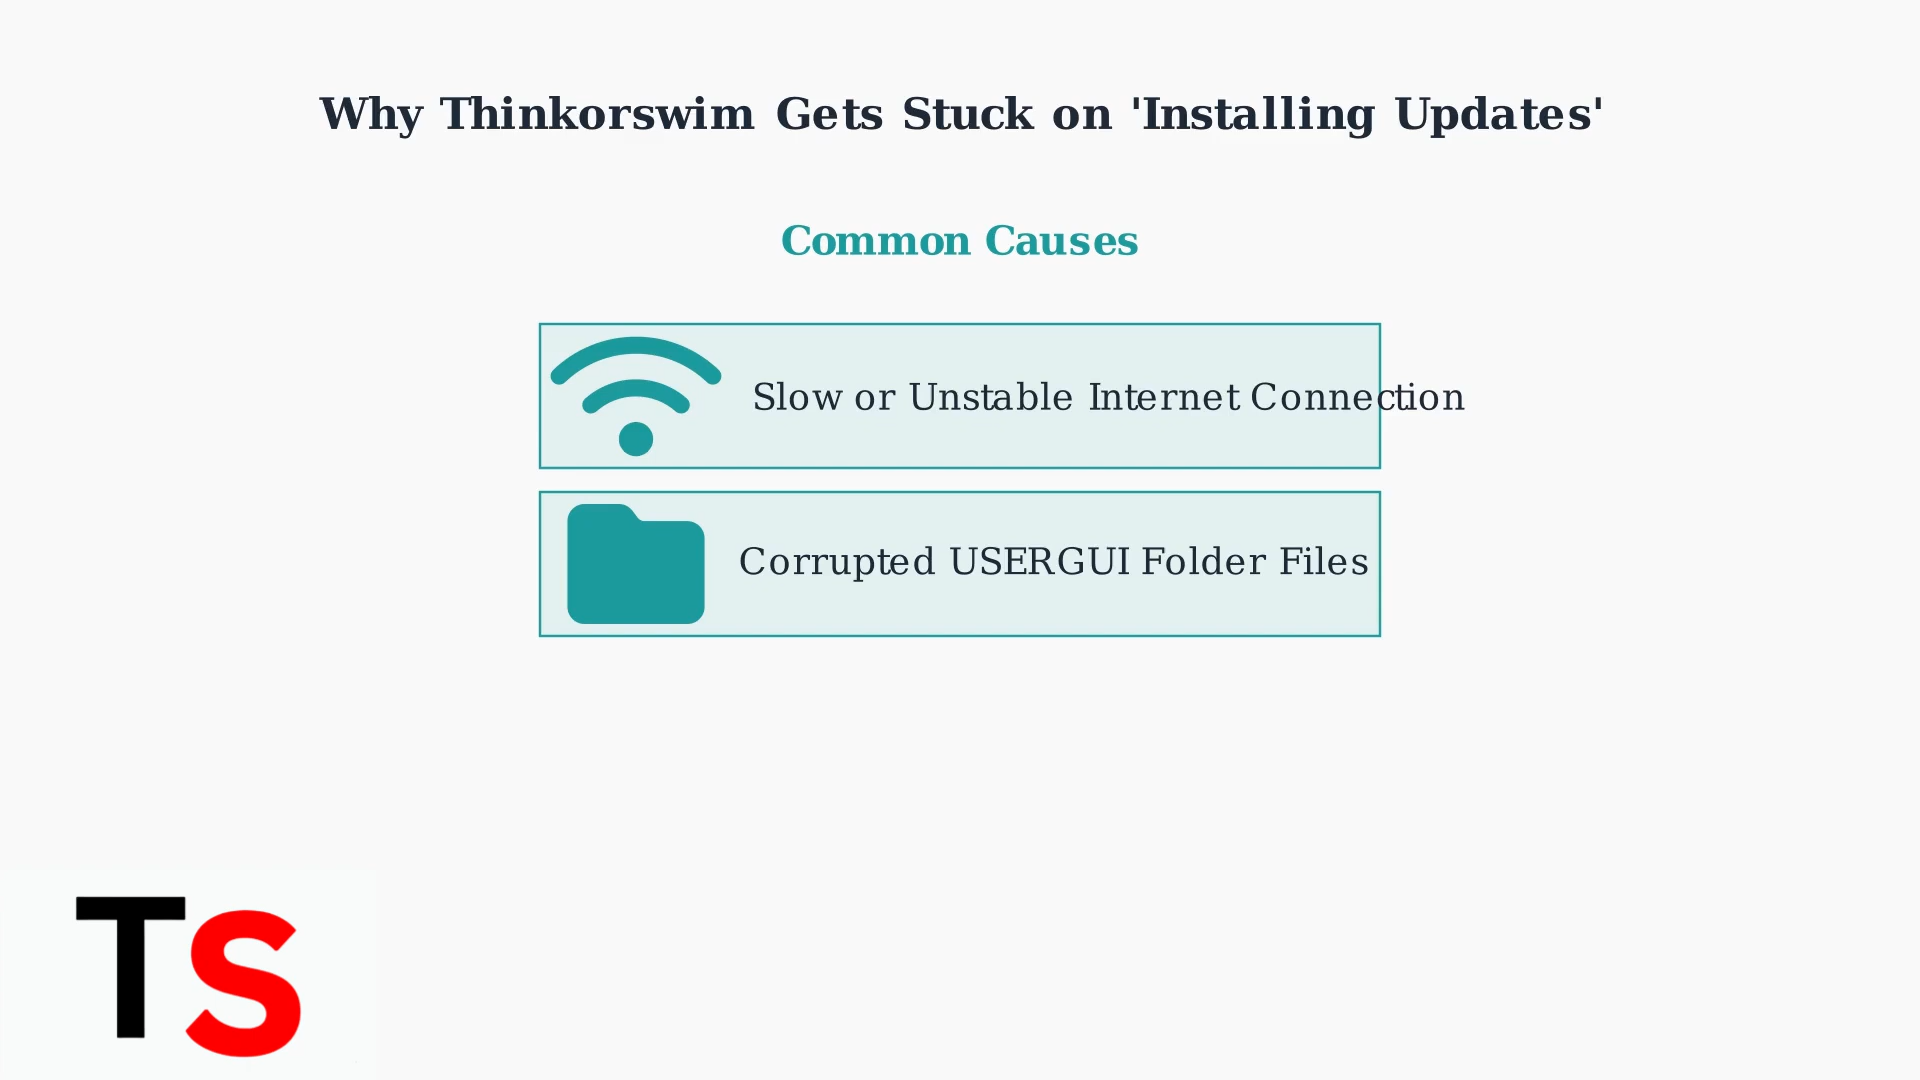 Why Thinkorswim Gets Stuck on 'Installing Updates'
Common Causes
Slow or Unstable Internet Connection
Corrupted USERGUI Folder Files
TS